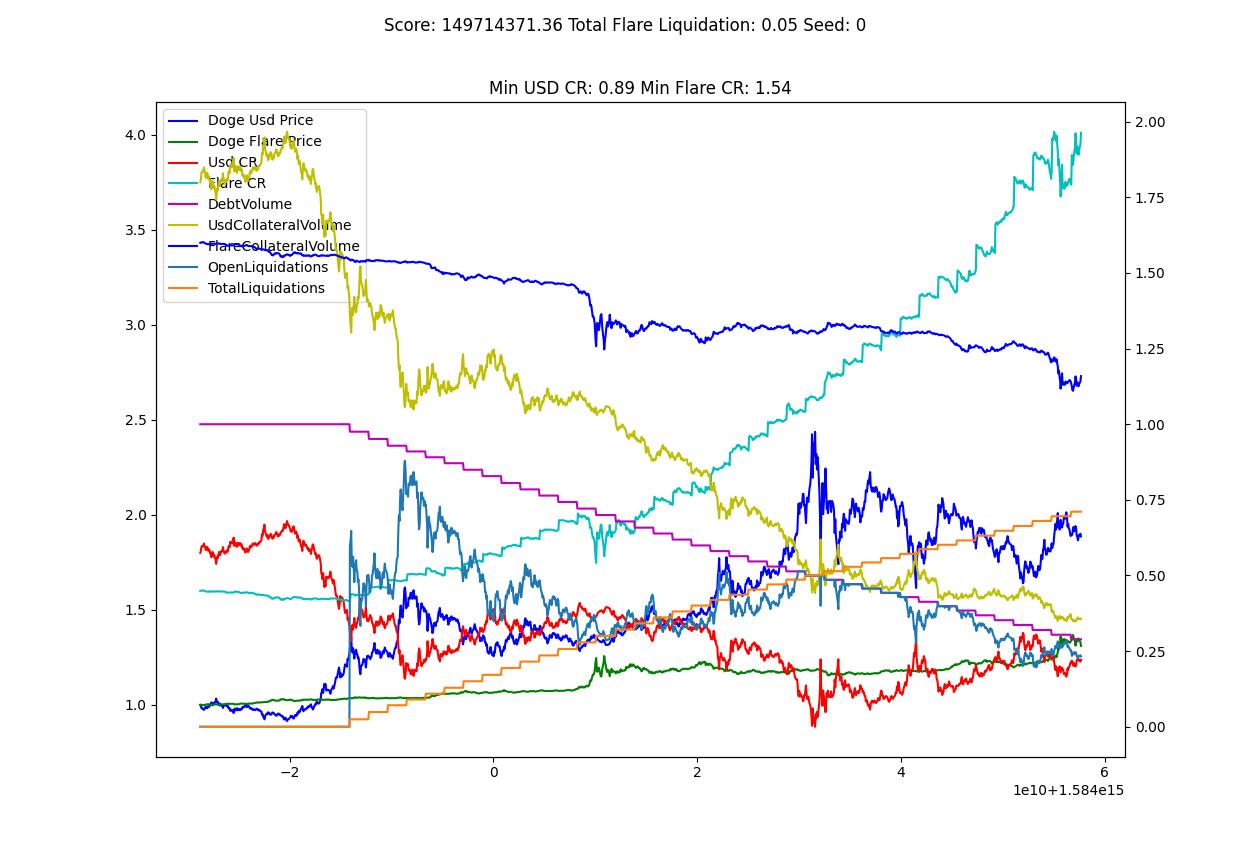 Score: 149714371.36 Total Flare Liquidation: 0.05 Seed: 0
Min USD CR: 0.89 Min Flare CR: 1.54
Doge Usd Price
Doge Flare Price
Usd CR
Flare CR
DebtVolume
UsdCollateralVolume
FlareCollateralVolume
OpenLiquidations
TotalLiquidations
4.0
3.5
3.0
2.5
2.0
1.5
1.0
2.00
1.75
1.50
1.25
1.00
0.75
0.50
0.25
0.00
−2
0
2
4
6
1e10+1.584e15